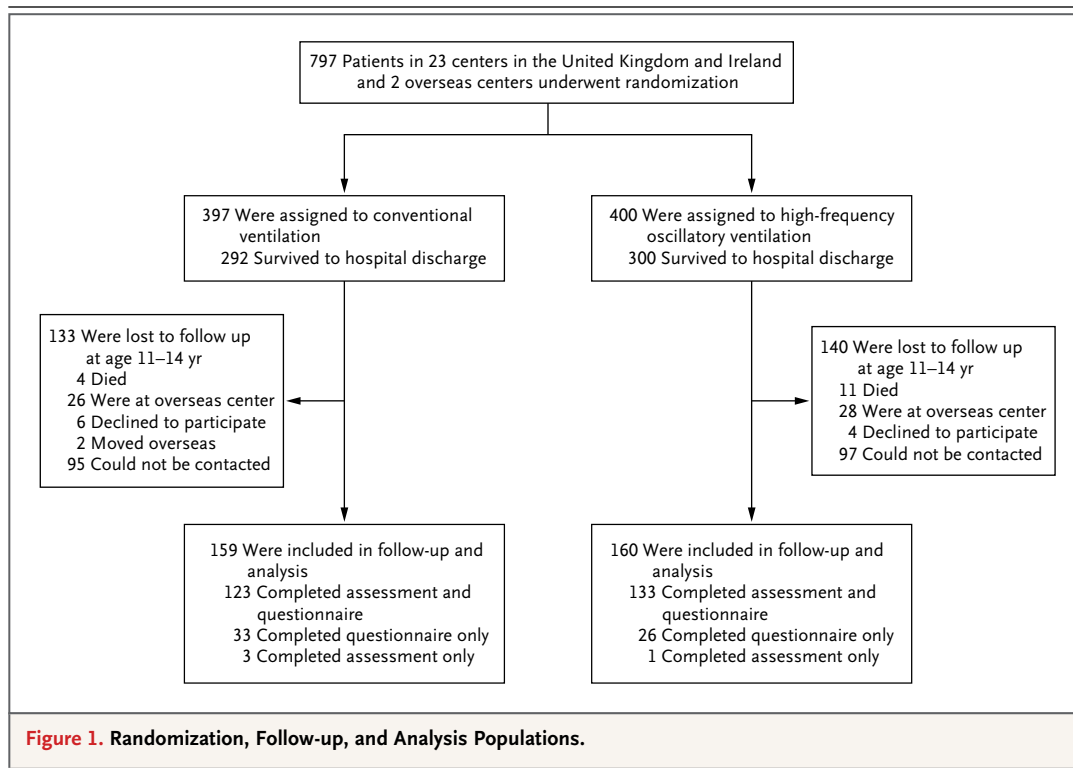 797 Patients in 23 centers in the United Kingdom and Ireland
and 2 overseas centers underwent randomization
397 Were assigned to conventional
ventilation
292 Survived to hospital discharge
400 Were assigned to high-frequency
oscillatory ventilation
300 Survived to hospital discharge
133 Were lost to follow up
at age 11–14 yr
4 Died
26 Were at overseas center
6 Declined to participate
2 Moved overseas
95 Could not be contacted
140 Were lost to follow up
at age 11–14 yr
11 Died
28 Were at overseas center
4 Declined to participate
97 Could not be contacted
159 Were included in follow-up and
analysis
123 Completed assessment and
questionnaire
33 Completed questionnaire only
3 Completed assessment only
160 Were included in follow-up and
analysis
133 Completed assessment and
questionnaire
26 Completed questionnaire only
1 Completed assessment only
Figure 1. Randomization, Follow-up, and Analysis Populations.